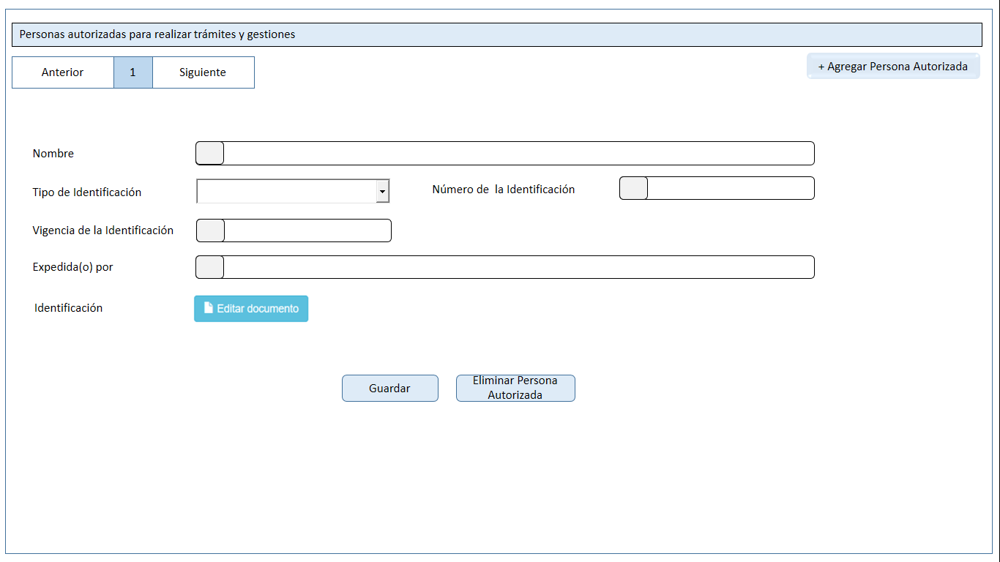 Personas autorizadas para realizar trámites y gestiones
Anterior 1 Siguiente + Agregar Persona Autorizada
Nombre
Tipo de Identificación Número de la Identificación
Vigencia de la Identificación
Expedida(o) por
Identificación Editar documento
Guardar Eliminar Persona
Autorizada